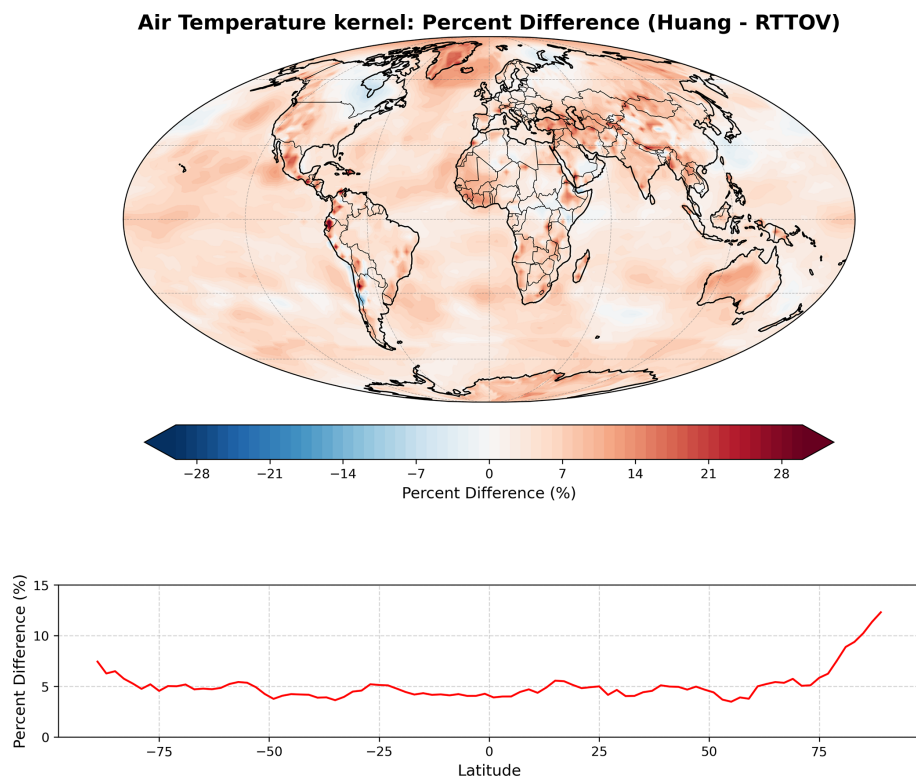 Air Temperature kernel: Percent Difference (Huang - RTTOV)
−28 −21 −14 −7 0 7 14 21 28
Percent Difference (%)
15
10
5
0
Percent Difference (%)
−75 −50 −25 0 25 50 75
Latitude